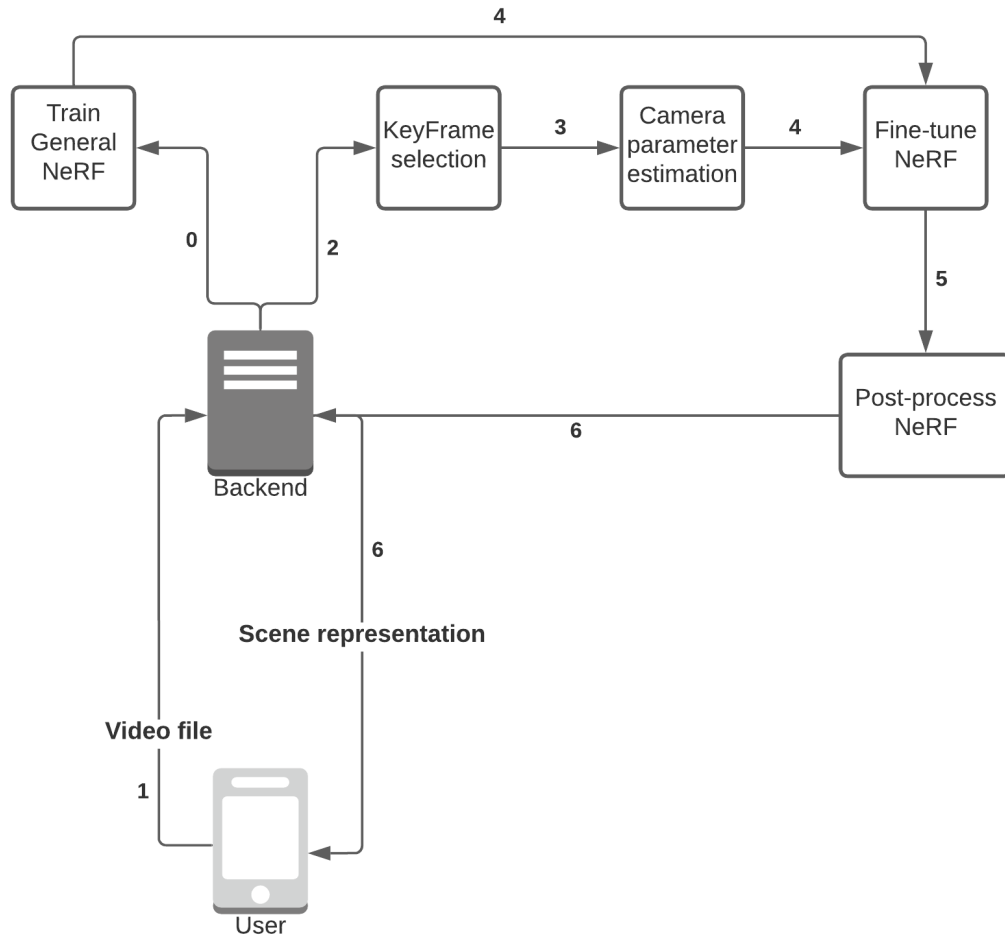 4
Train
General
NeRF
KeyFrame
selection
3
Camera
parameter
estimation
4
Fine-tune
NeRF
0
2
5
Post-process
NeRF
6
Backend
6
Scene representation
Video file
1
User